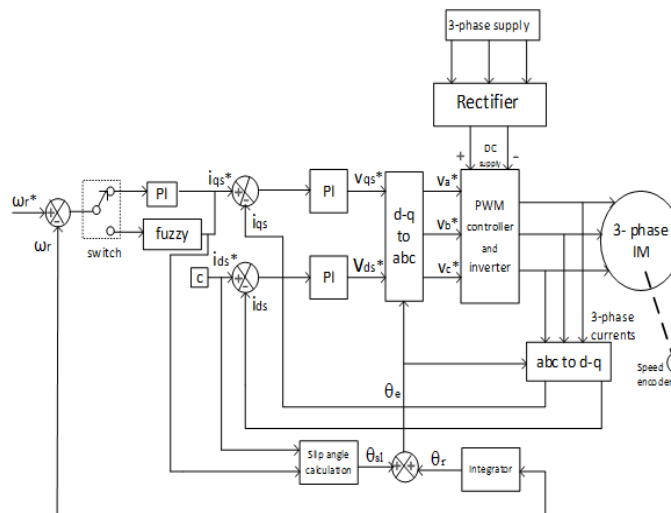 3-phase supply
Rectifier
+
DC
supply
-
ωr*
+
-
ωr
switch
PI
fuzzy
iqs*
+
-
iqs
ids*
+
-
ids
c
PI
PI
vqs*
Vds*
d-q
to
abc
va*
vb*
vc*
PWM
controller
and
inverter
3- phase
IM
3-phase
currents
abc to d-q
Speed
encoder
θe
Slip angle
calculation
θsl
+
+
θr
Integrator